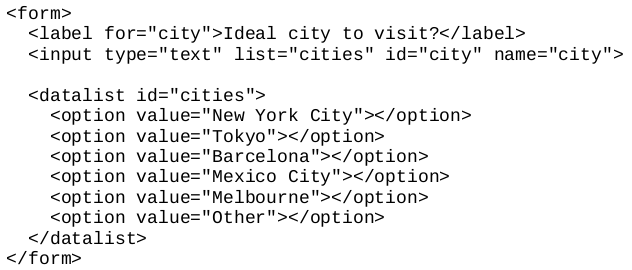 <form>
  <label for="city">Ideal city to visit?</label>
  <input type="text" list="cities" id="city" name="city">

  <datalist id="cities">
    <option value="New York City"></option>
    <option value="Tokyo"></option>
    <option value="Barcelona"></option>
    <option value="Mexico City"></option>
    <option value="Melbourne"></option>
    <option value="Other"></option>
  </datalist>
</form>